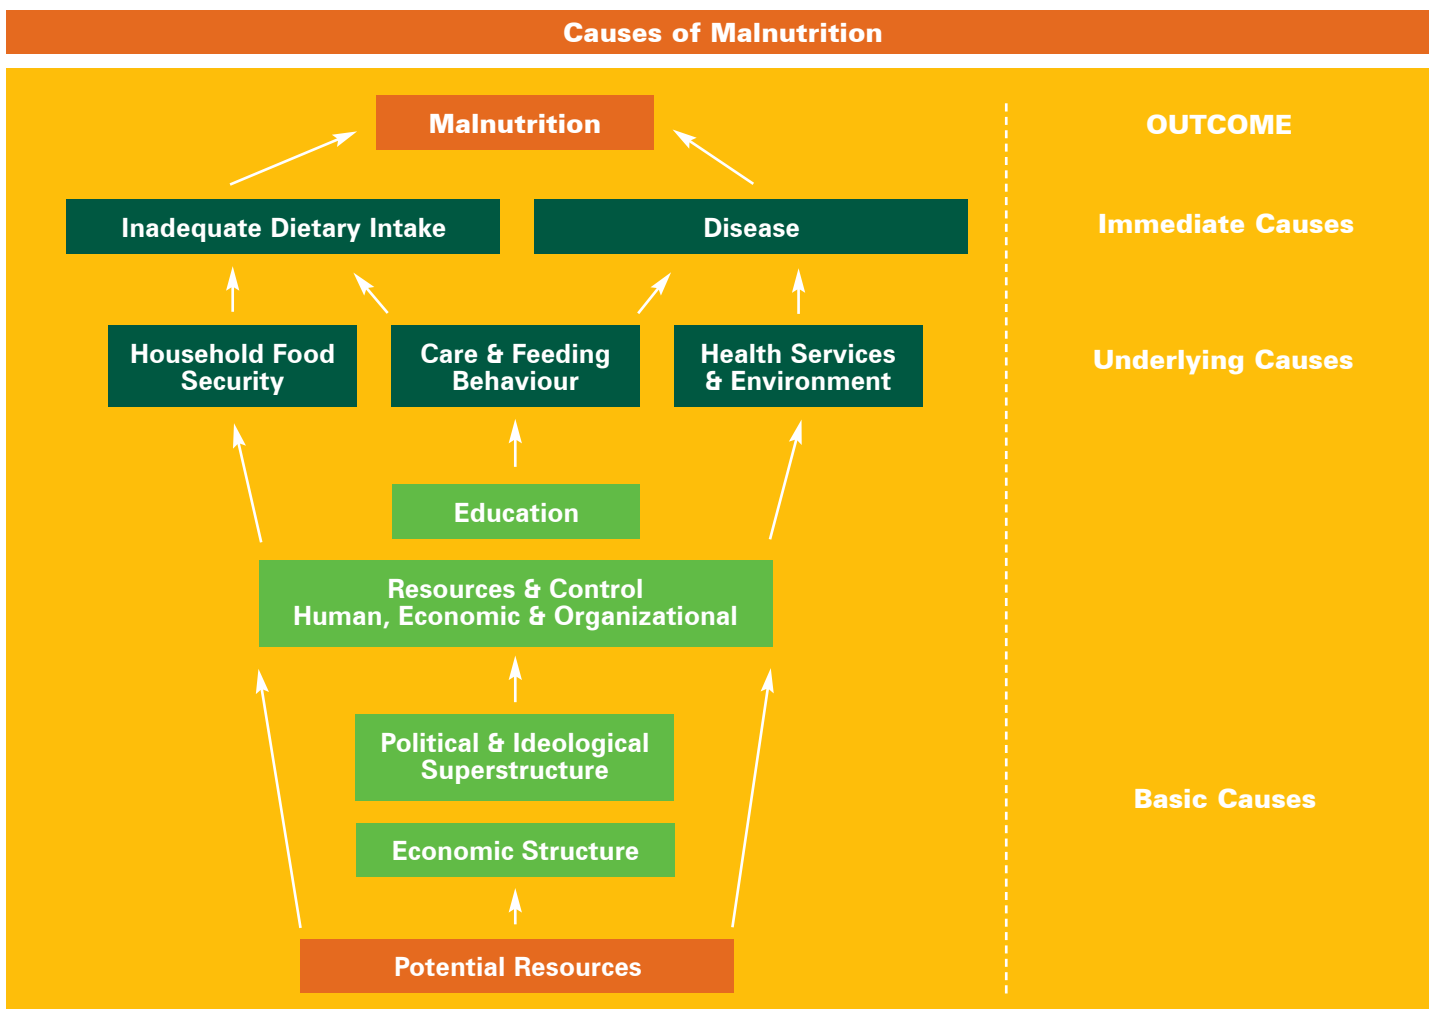 Causes of Malnutrition
Malnutrition
OUTCOME
Inadequate Dietary Intake
Disease
Immediate Causes
Household Food
Security
Care & Feeding
Behaviour
Health Services
& Environment
Underlying Causes
Education
Resources & Control
Human, Economic & Organizational
Political & Ideological
Superstructure
Basic Causes
Economic Structure
Potential Resources